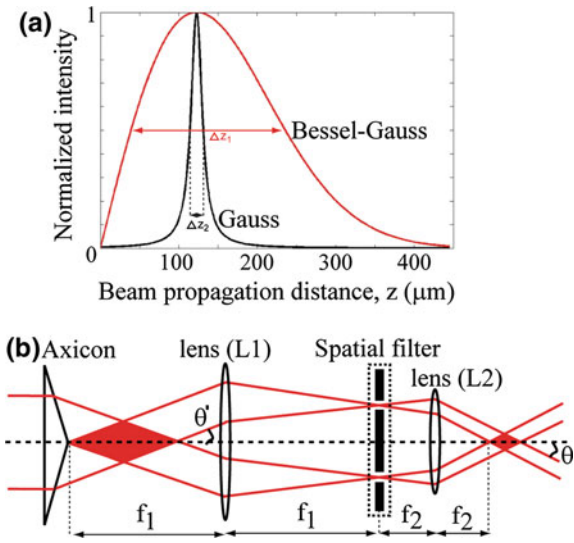 (a)
Normalized intensity
1
0
Δz₁
Bessel-Gauss
Δz₂
Gauss
0 100 200 300 400
Beam propagation distance, z (μm)
(b)
Axicon
lens (L1)
Spatial filter
lens (L2)
θ'
θ
f₁ f₁ f₂ f₂